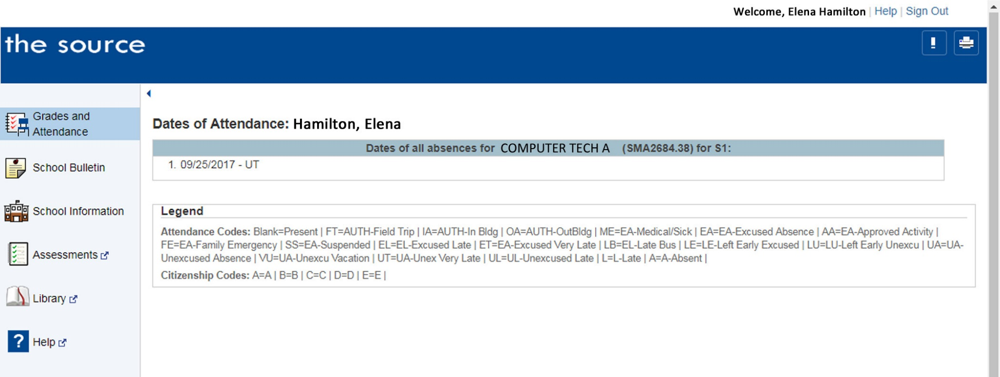 Welcome, Elena Hamilton | Help | Sign Out
the source
Grades and
Attendance
School Bulletin
School Information
Assessments
Library
? Help
Dates of Attendance: Hamilton, Elena
Dates of all absences for COMPUTER TECH A (SMA2684.38) for S1:
1. 09/25/2017 - UT
Legend
Attendance Codes: Blank=Present | FT=AUTH-Field Trip | IA=AUTH-In Bldg | OA=AUTH-OutBldg | ME=EA-Medical/Sick | EA=EA-Excused Absence | AA=EA-Approved Activity |
FE=EA-Family Emergency | SS=EA-Suspended | EL=EL-Excused Late | ET=EA-Excused Very Late | LB=EL-Late Bus | LE=LE-Left Early Excused | LU=LU-Left Early Unexcu | UA=UA-
Unexcused Absence | VU=UA-Unexcu Vacation | UT=UA-Unex Very Late | UL=UL-Unexcused Late | L=L-Late | A=A-Absent |
Citizenship Codes: A=A | B=B | C=C | D=D | E=E |